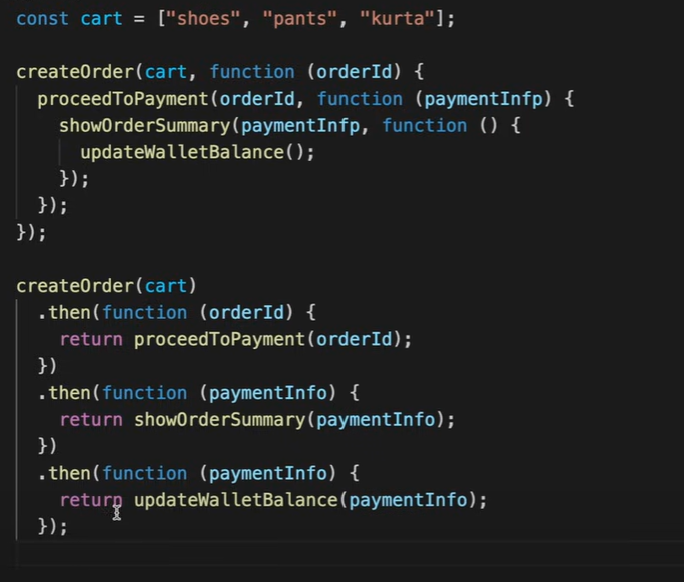 const cart = ["shoes", "pants", "kurta"];
createOrder(cart, function (orderId) {
proceedToPayment(orderId, function (paymentInfp) {
showOrderSummary(paymentInfp, function () {
updateWalletBalance();
});
});
});
createOrder(cart)
.then(function (orderId) {
return proceedToPayment(orderId);
})
.then(function (paymentInfo) {
return showOrderSummary(paymentInfo);
})
.then(function (paymentInfo) {
return updateWalletBalance(paymentInfo);
});